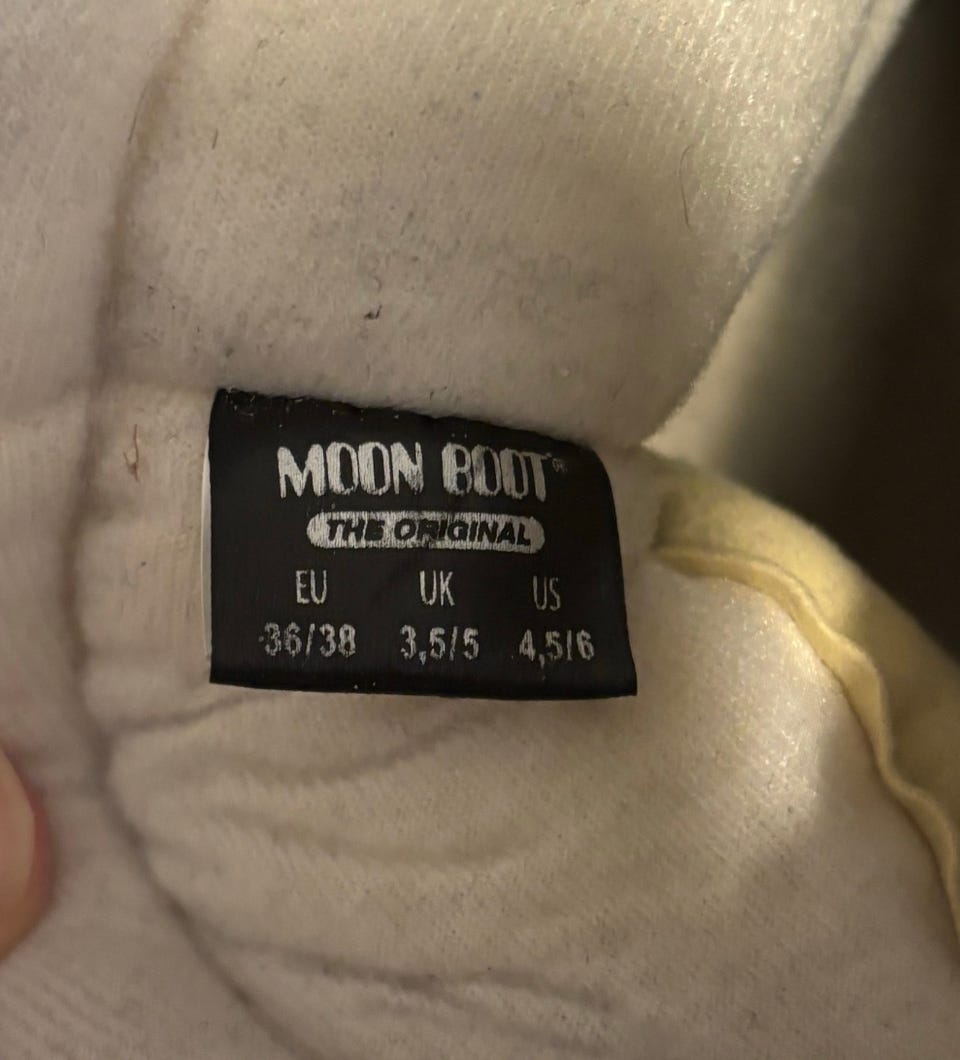 MOON BOOT®
THE ORIGINAL
EU UK US
36/38 3,5/5 4,5/6